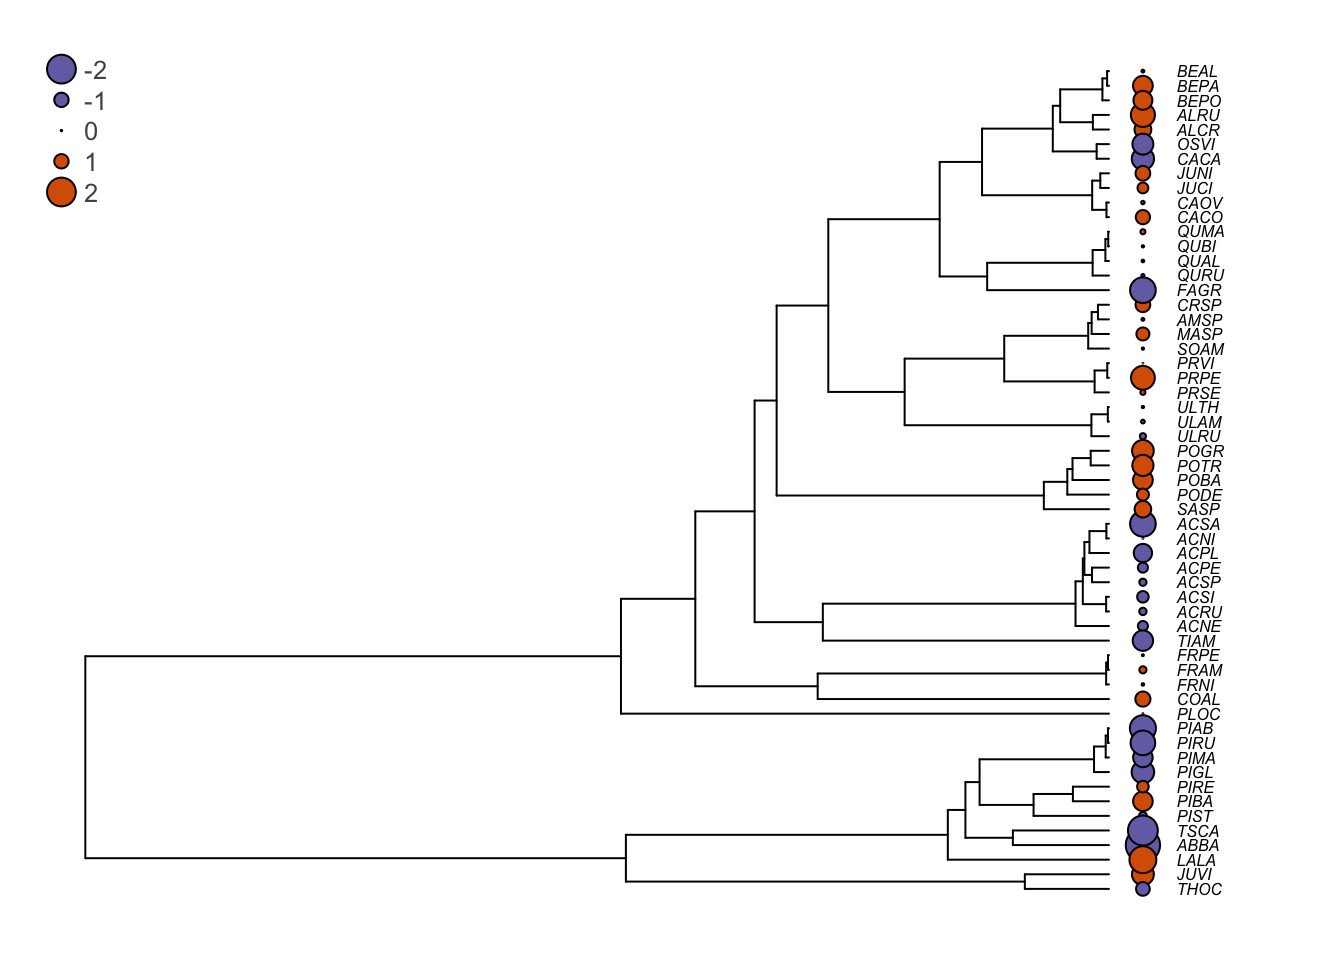 -2
-1
0
1
2
BEAL
BEPA
BEPO
ALRU
ALCR
OSVI
CACA
JUNI
JUCI
CAOV
CACO
QUMA
QUBI
QUAL
QURU
FAGR
CRSP
AMSP
MASP
SOAM
PRVI
PRPE
PRSE
ULTH
ULAM
ULRU
POGR
POTR
POBA
PODE
SASP
ACSA
ACNI
ACPL
ACPE
ACSP
ACSI
ACRU
ACNE
TIAM
FRPE
FRAM
FRNI
COAL
PLOC
PIAB
PIRU
PIMA
PIGL
PIRE
PIBA
PIST
TSCA
ABBA
LALA
JUVI
THOC